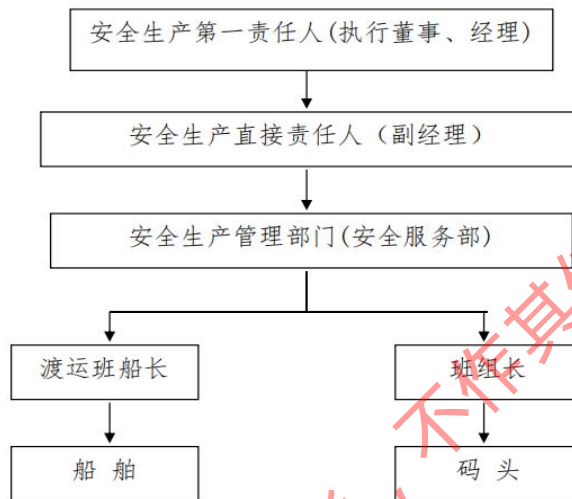 安全生产第一责任人(执行董事、经理)
安全生产直接责任人（副经理）
安全生产管理部门(安全服务部)
渡运班船长
班组长
船 舶
码 头
不作其